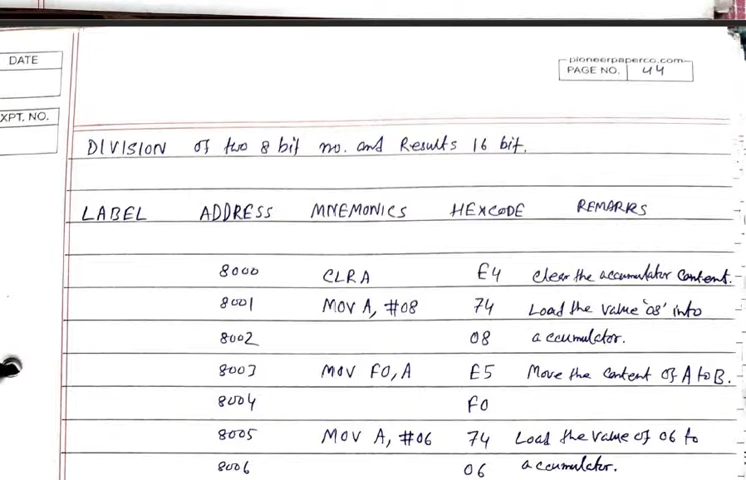 DATE
pioneerpaperco.com
PAGE NO. 44
XPT. NO.
DIVISION of two 8 bit no. and Results 16 bit.
LABEL ADDRESS MNEMONICS HEXCODE REMARKS
8000 CLRA E4 Clear the accumulator content.
8001 MOV A, #08 74 Load the value '08' into
8002 08 accumulator.
8003 MOV F0, A E5 Move the content of A to B.
8004 F0
8005 MOV A, #06 74 Load the value of 06 to
8006 06 accumulator.